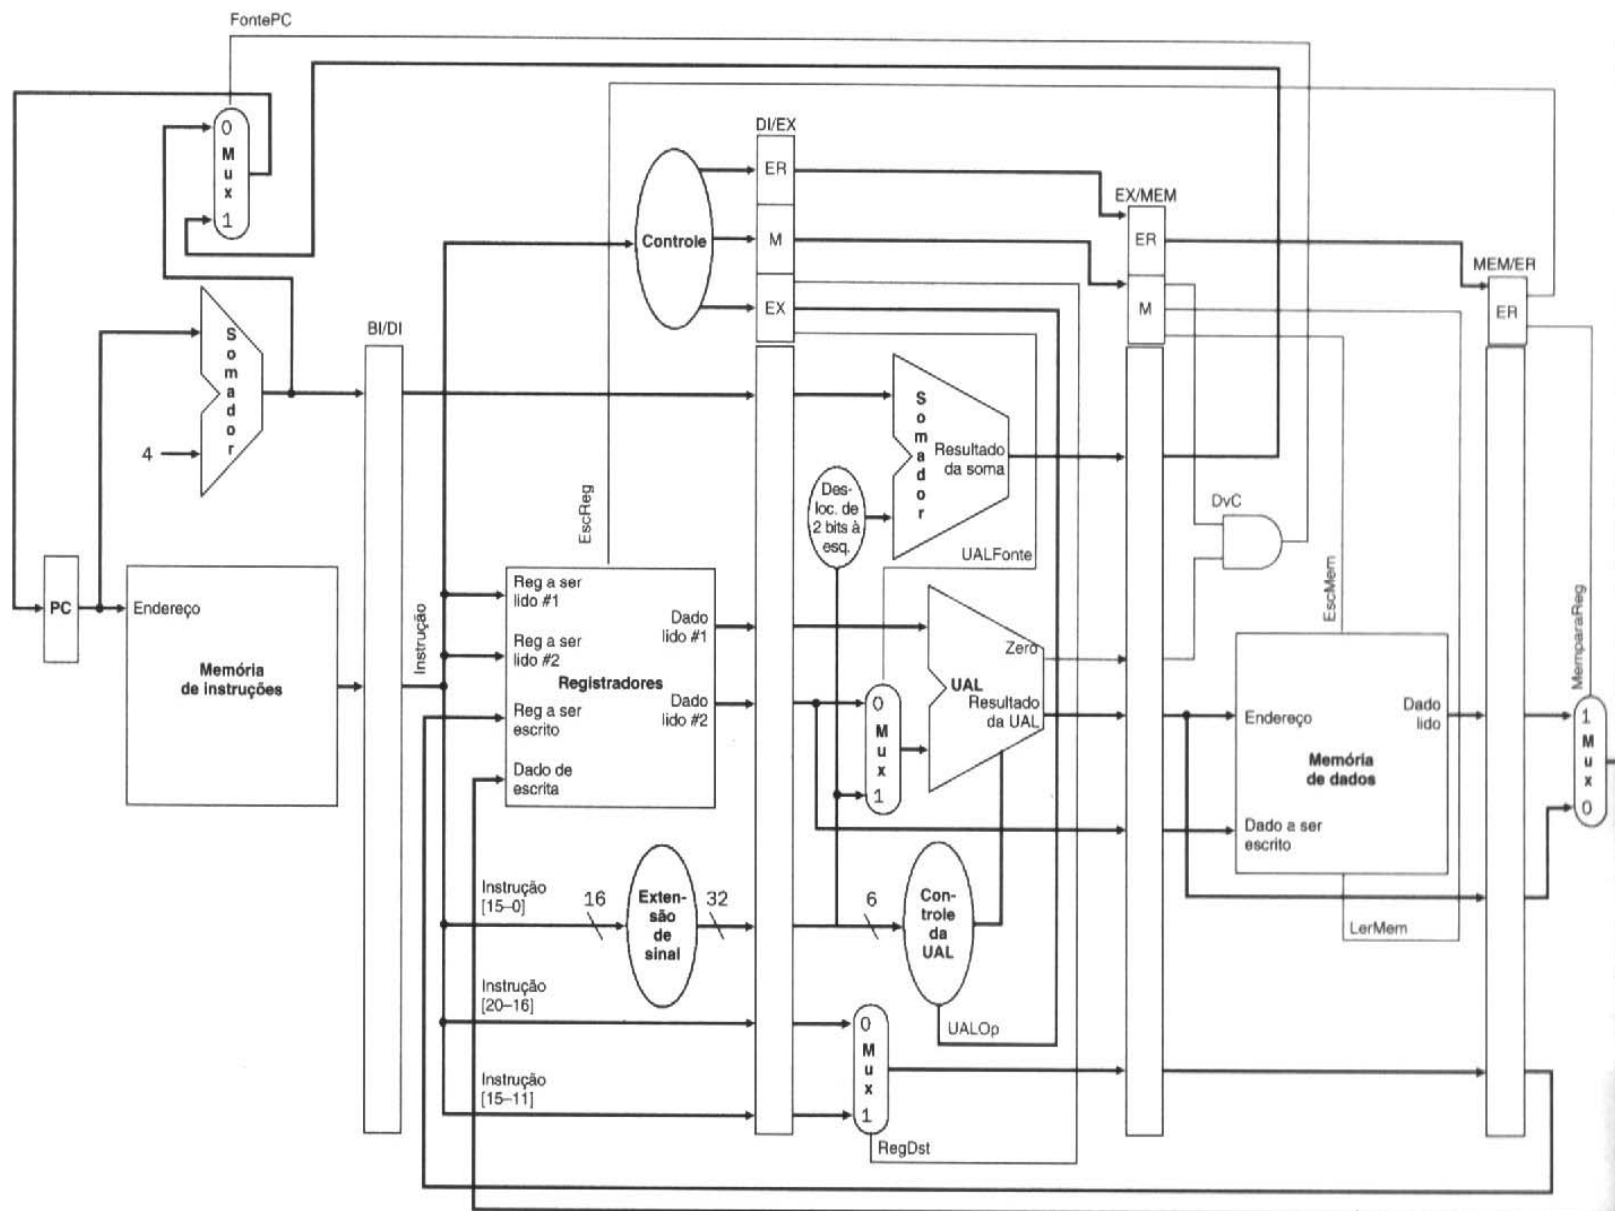 FontePC
0
M
u
x
1
DI/EX
ER
M
EX
Controle
EX/MEM
ER
M
MEM/ER
ER
BI/DI
S
o
m
a
d
o
r
4
S
o
m
a
d
o
r
Resultado
da soma
Des-
loc. de
2 bits à
esq.
EscReg
UALFonte
DvC
PC
Endereço
Memória
de instruções
Instrução
Reg a ser
lido #1
Reg a ser
lido #2
Registradores
Reg a ser
escrito
Dado de
escrita
Dado
lido #1
Dado
lido #2
0
M
u
x
1
Zero
UAL
Resultado
da UAL
EscMem
MemparaReg
Endereço
Dado
lido
Memória
de dados
Dado a ser
escrito
1
M
u
x
0
Instrução
[15–0]
16
Exten-
são
de
sinal
32
6
Con-
trole
da
UAL
LerMem
Instrução
[20–16]
UALOp
0
M
u
x
1
Instrução
[15–11]
RegDst